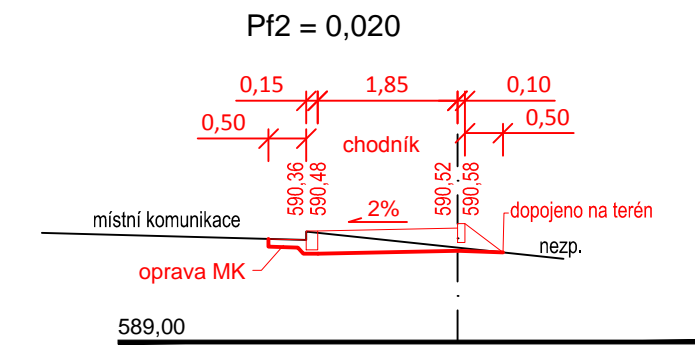 Pf2 = 0,020
0,15 1,85 0,10
0,50 0,50
chodník
590,36
590,48
590,52
590,58
2%
místní komunikace
dopojeno na terén
nezp.
oprava MK
589,00